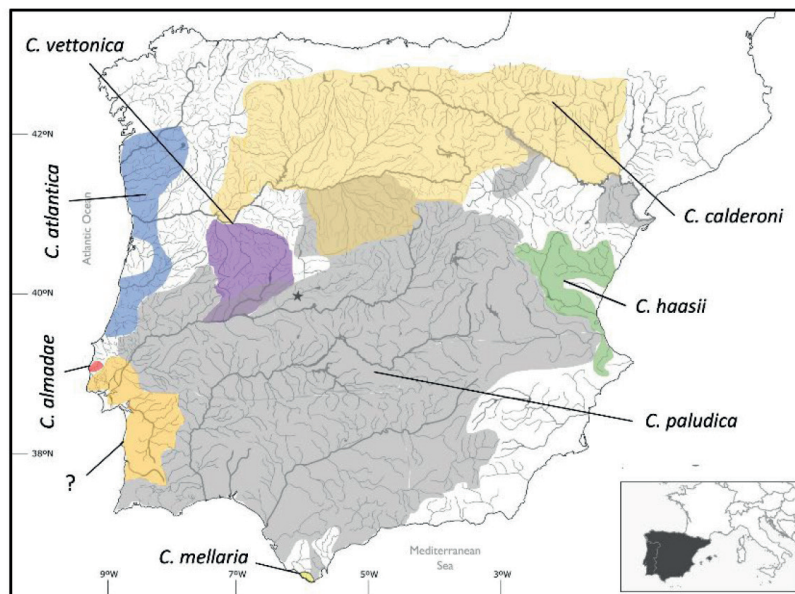 C. vettonica
42°N
C. atlantica
Atlantic Ocean
C. calderoni
40°N
C. haasii
C. almadae
C. paludica
38°N
?
C. mellaria
Mediterranean
Sea
9°W
7°W
5°W
3°W